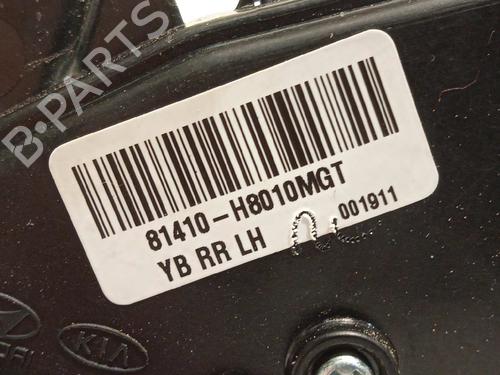 B-PARTS
81410-H8010MGT
YB RR LH
001911
KIA